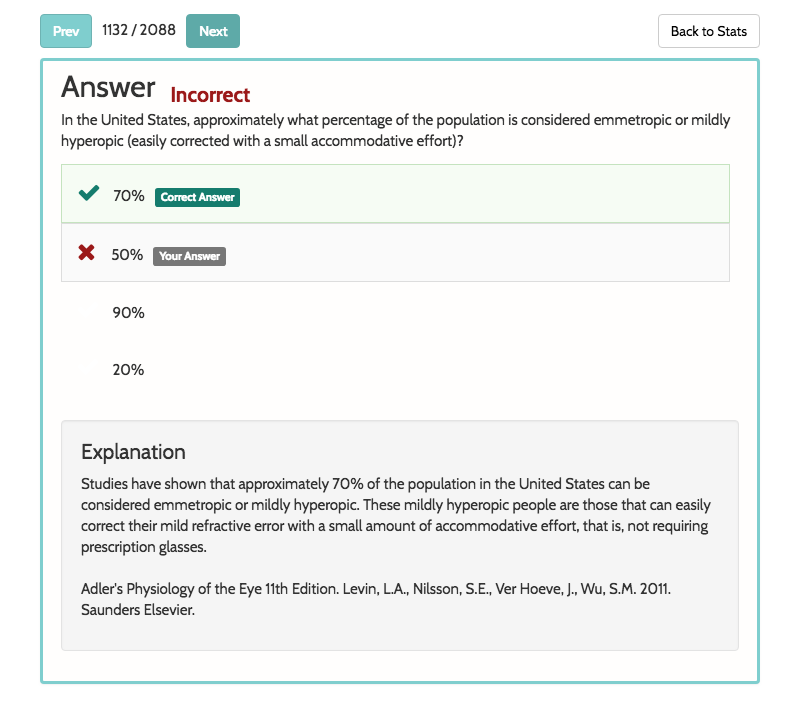 Prev 1132 / 2088 Next Back to Stats
Answer Incorrect
In the United States, approximately what percentage of the population is considered emmetropic or mildly
hyperopic (easily corrected with a small accommodative effort)?
70% Correct Answer
50% Your Answer
90%
20%
Explanation
Studies have shown that approximately 70% of the population in the United States can be
considered emmetropic or mildly hyperopic. These mildly hyperopic people are those that can easily
correct their mild refractive error with a small amount of accommodative effort, that is, not requiring
prescription glasses.
Adler's Physiology of the Eye 11th Edition. Levin, L.A., Nilsson, S.E., Ver Hoeve, J., Wu, S.M. 2011.
Saunders Elsevier.